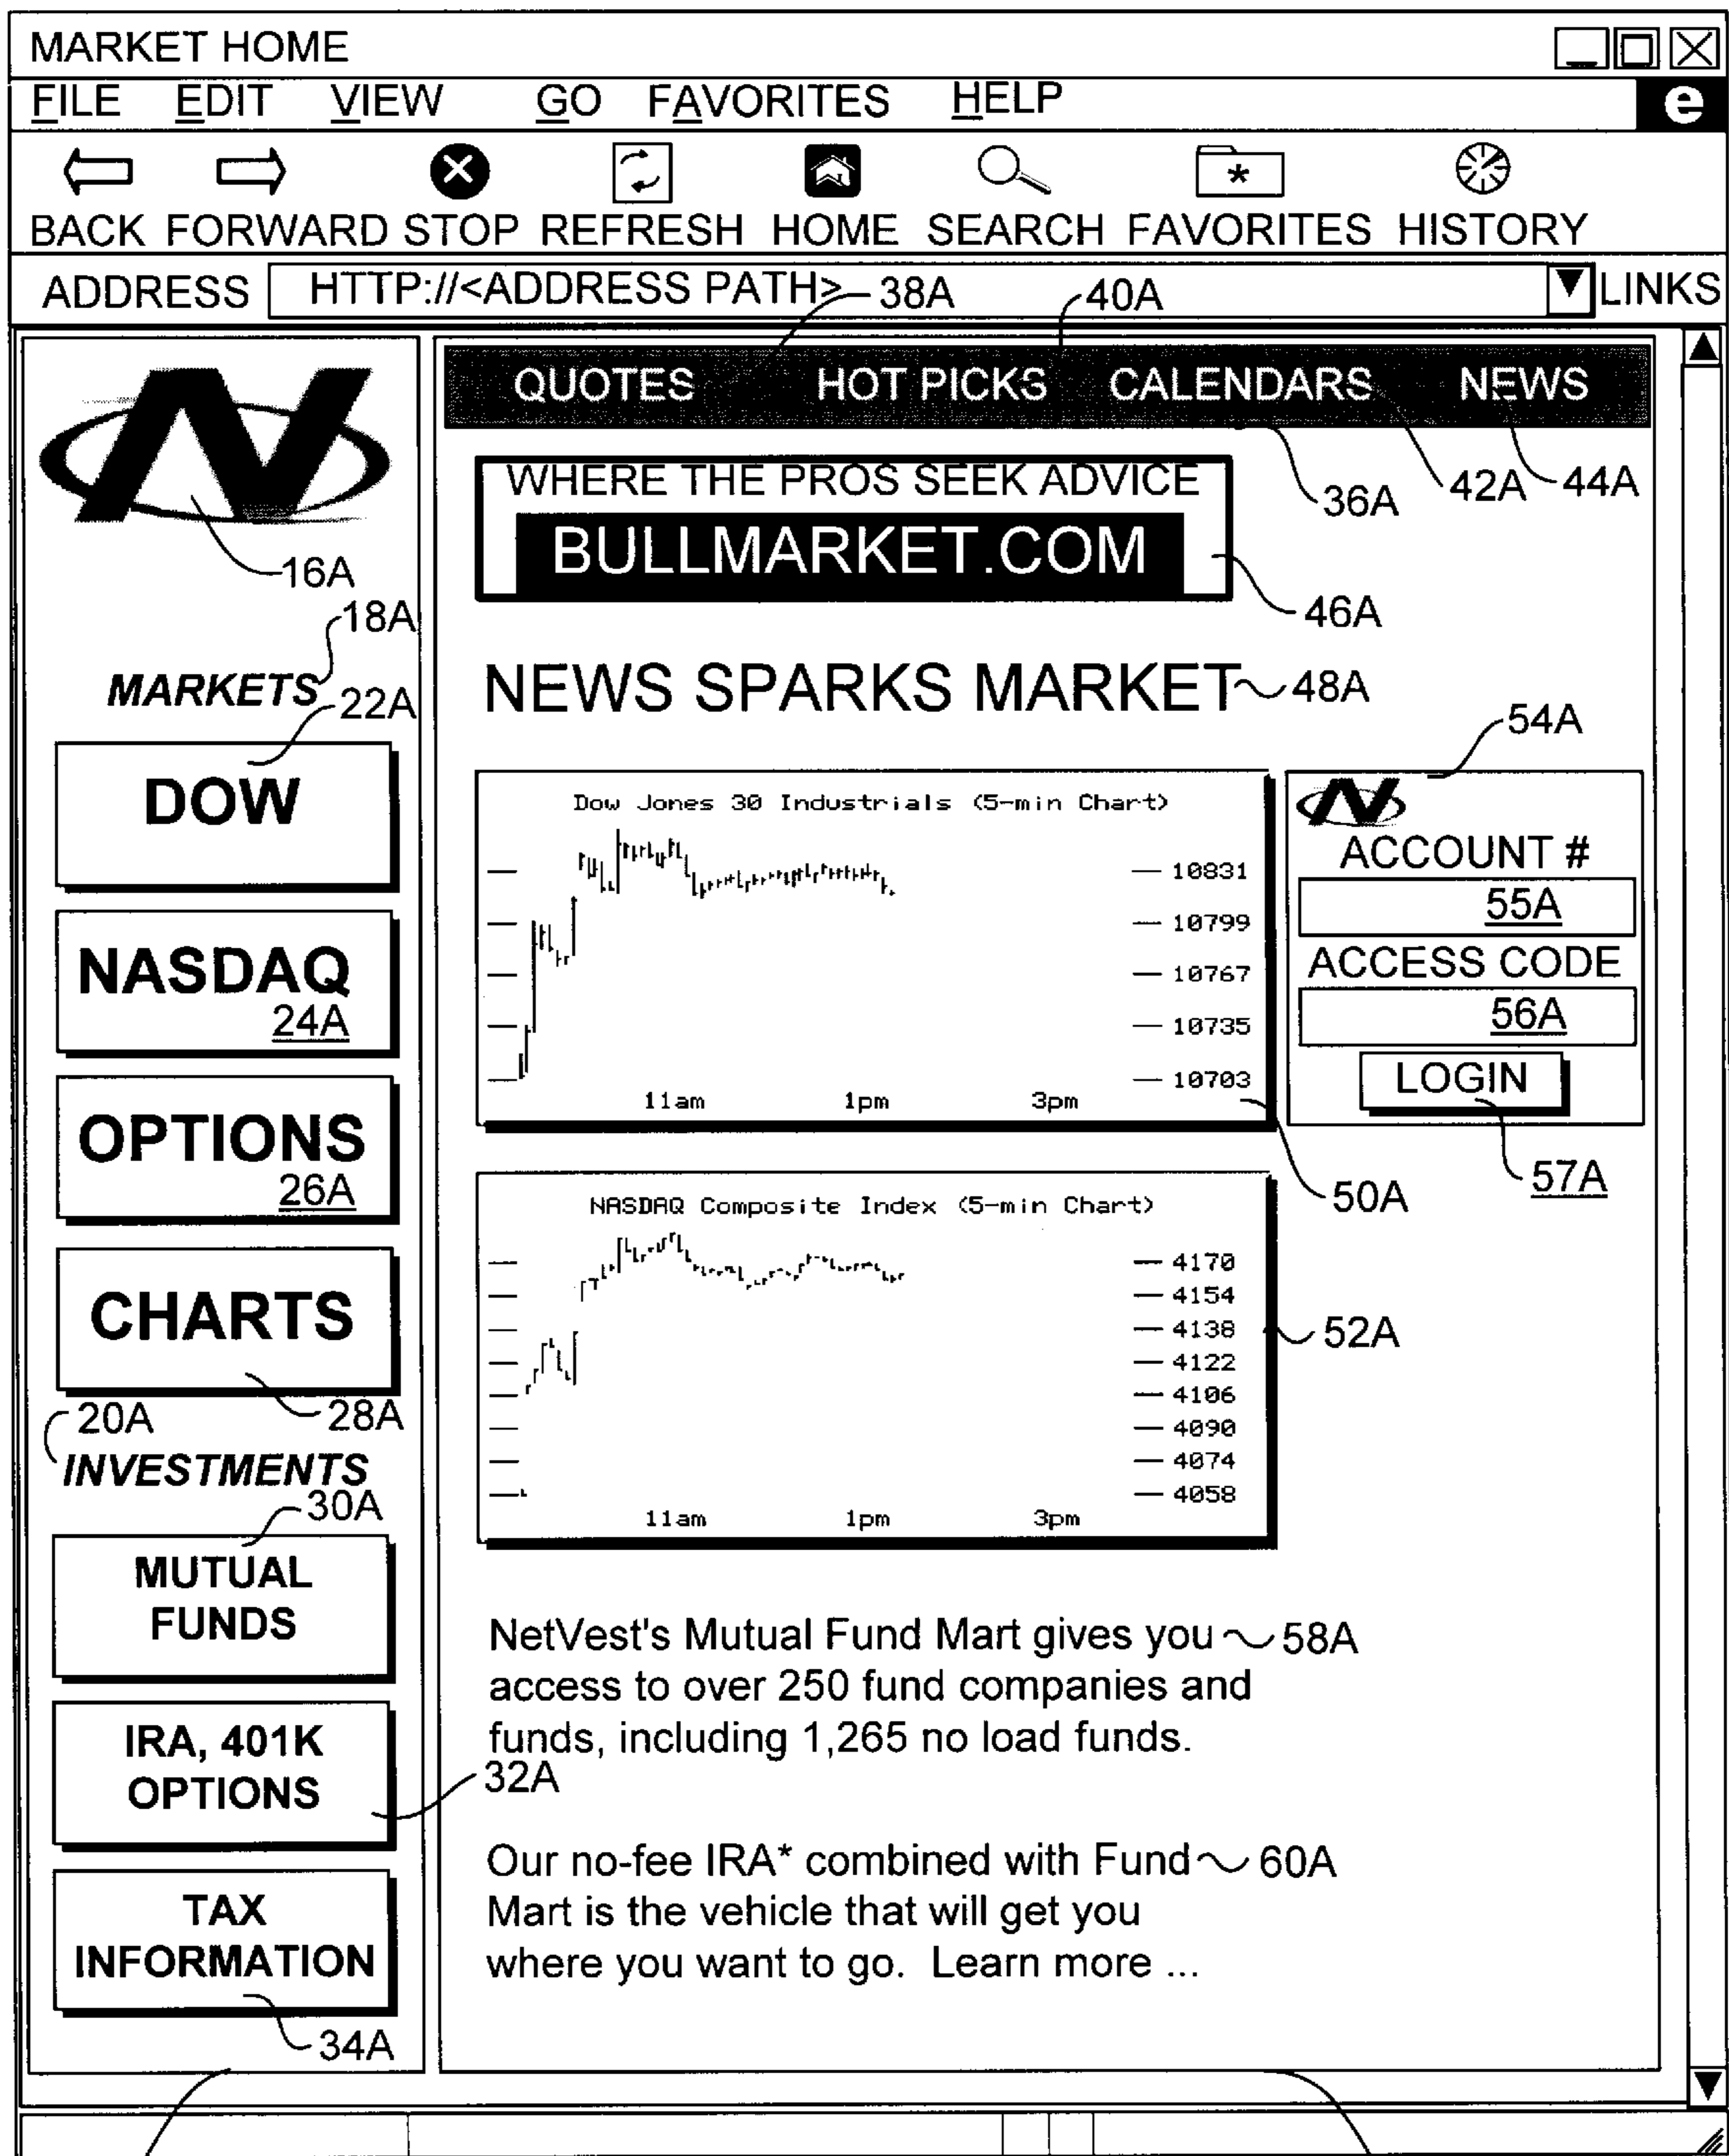 MARKET HOME
FILE EDIT VIEW GO FAVORITES HELP
e
BACK FORWARD STOP REFRESH HOME SEARCH FAVORITES HISTORY
ADDRESS HTTP://<ADDRESS PATH> LINKS
38A 40A
N
16A
18A
MARKETS
22A
DOW
NASDAQ
24A
OPTIONS
26A
CHARTS
28A
20A
INVESTMENTS
30A
MUTUAL
FUNDS
IRA, 401K
OPTIONS
32A
TAX
INFORMATION
34A
QUOTES HOT PICKS CALENDARS NEWS
36A 42A 44A
WHERE THE PROS SEEK ADVICE
BULLMARKET.COM
46A
NEWS SPARKS MARKET 48A
Dow Jones 30 Industrials (5-min Chart)
10831
10799
10767
10735
10703
11am 1pm 3pm
50A
54A
N
ACCOUNT #
55A
ACCESS CODE
56A
LOGIN
57A
NASDAQ Composite Index (5-min Chart)
4170
4154
4138
4122
4106
4090
4074
4058
11am 1pm 3pm
52A
NetVest's Mutual Fund Mart gives you 58A
access to over 250 fund companies and
funds, including 1,265 no load funds.
Our no-fee IRA* combined with Fund 60A
Mart is the vehicle that will get you
where you want to go. Learn more ...